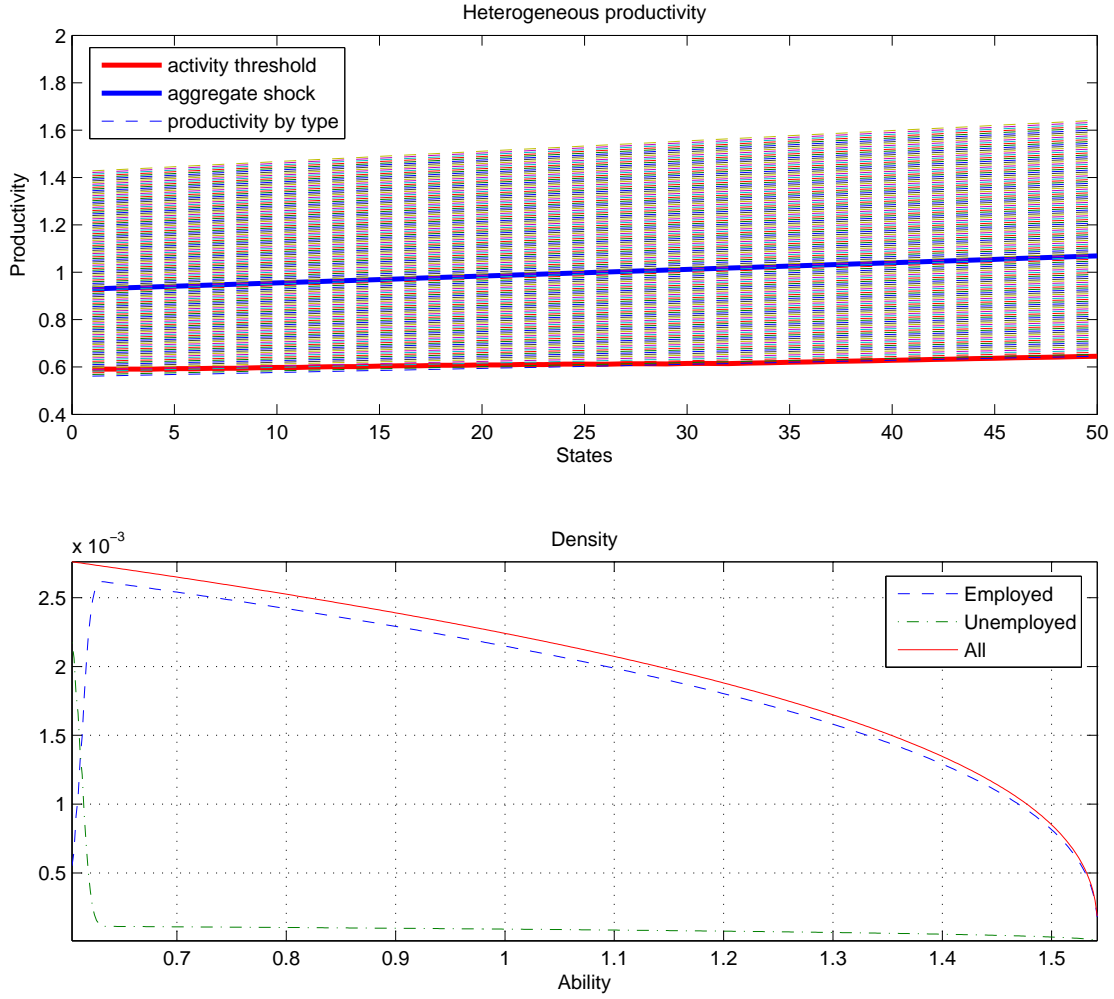 Heterogeneous productivity
2
1.8
1.6
1.4
1.2
1
0.8
0.6
0.4
Productivity
activity threshold
aggregate shock
productivity by type
0 5 10 15 20 25 30 35 40 45 50
States
x 10^−3
Density
2.5
2
1.5
1
0.5
Employed
Unemployed
All
0.7 0.8 0.9 1 1.1 1.2 1.3 1.4 1.5
Ability